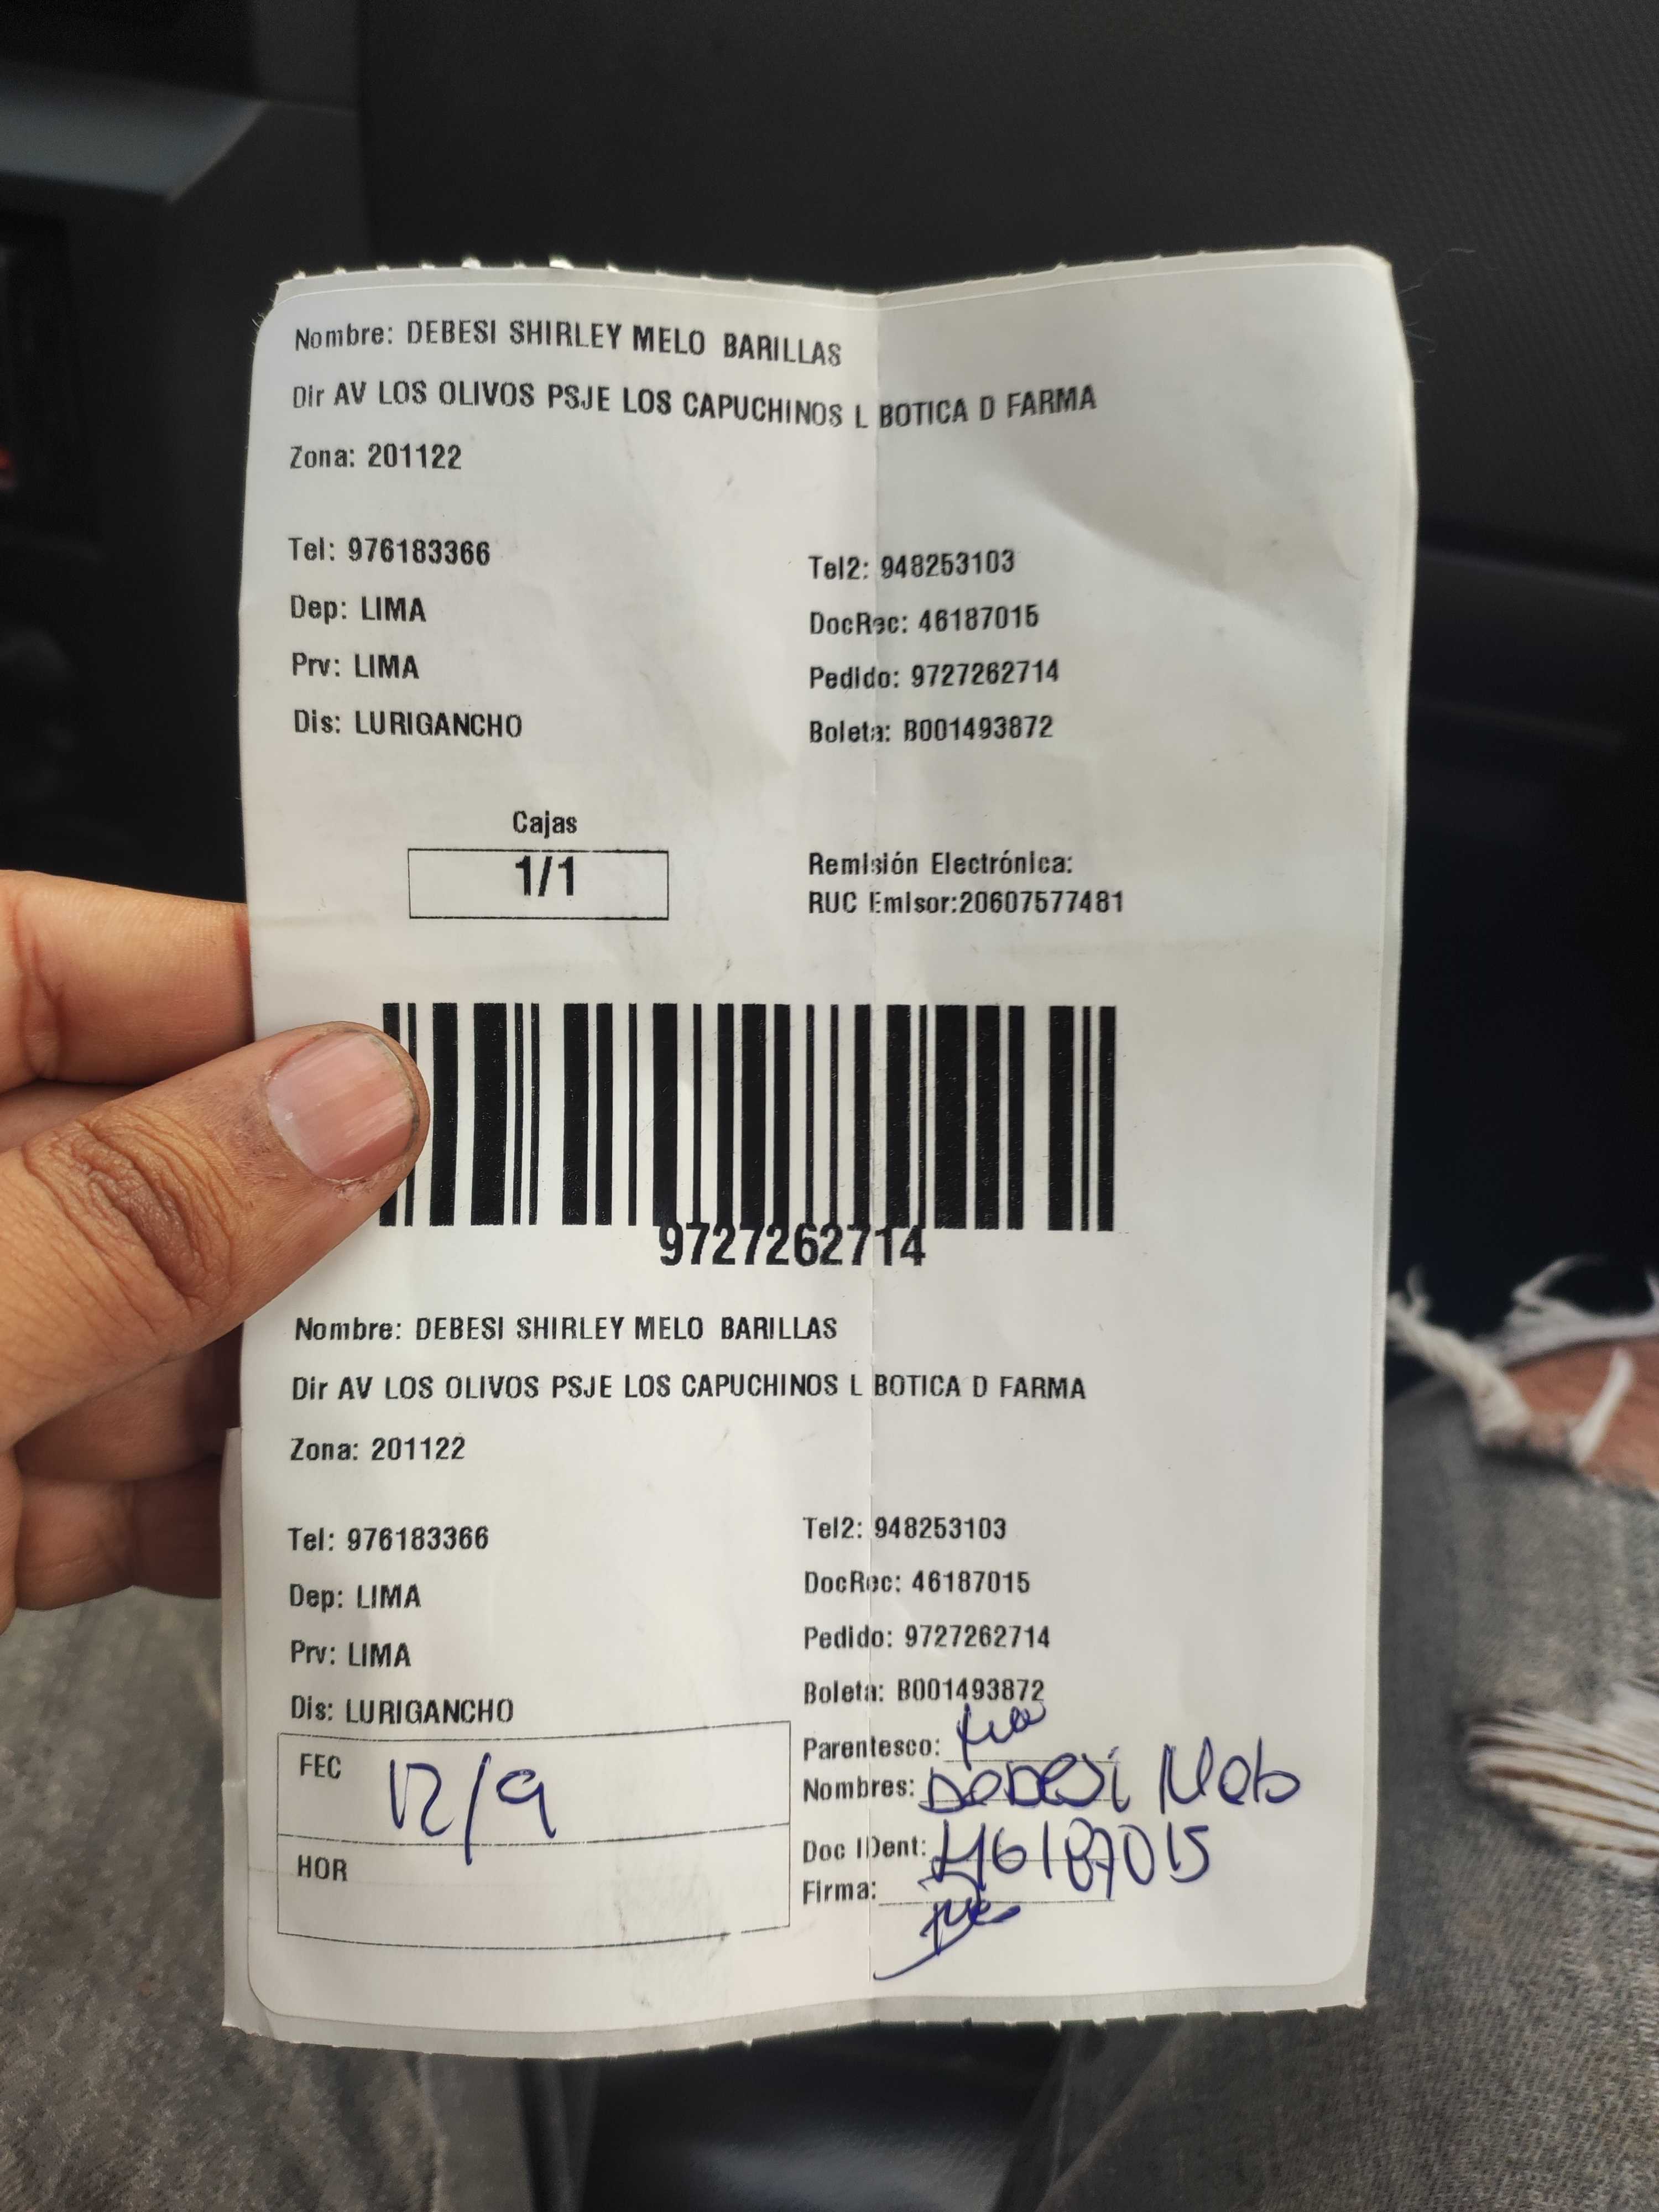 Nombre: DEBESI SHIRLEY MELO BARILLAS
Dir AV LOS OLIVOS PSJE LOS CAPUCHINOS L BOTICA D FARMA
Zona: 201122
Tel: 976183366
Tel2: 948253103
Dep: LIMA
DocRec: 46187015
Prv: LIMA
Pedido: 9727262714
Dis: LURIGANCHO
Boleta: B001493872
Cajas
1/1
Remisión Electrónica:
RUC Emisor:20607577481
9727262714
Nombre: DEBESI SHIRLEY MELO BARILLAS
Dir AV LOS OLIVOS PSJE LOS CAPUCHINOS L BOTICA D FARMA
Zona: 201122
Tel: 976183366
Tel2: 948253103
Dep: LIMA
DocRec: 46187015
Prv: LIMA
Pedido: 9727262714
Dis: LURIGANCHO
Boleta: B001493872
FEC 12/9
HOR
Parentesco:
Nombres: Debesi Melo
Doc IDent: 46187015
Firma: